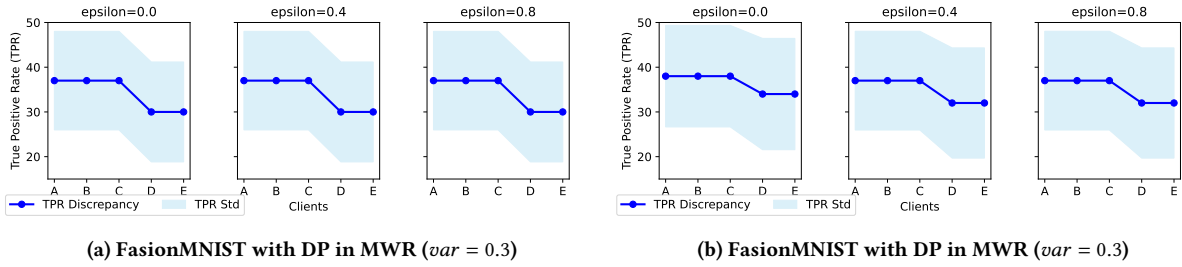 epsilon=0.0 epsilon=0.4 epsilon=0.8
True Positive Rate (TPR)
50
40
30
20
A B C D E A B C D E A B C D E
TPR Discrepancy TPR Std
Clients
(a) FasionMNIST with DP in MWR (var = 0.3)
epsilon=0.0 epsilon=0.4 epsilon=0.8
True Positive Rate (TPR)
50
40
30
20
A B C D E A B C D E A B C D E
TPR Discrepancy TPR Std
Clients
(b) FasionMNIST with DP in MWR (var = 0.3)